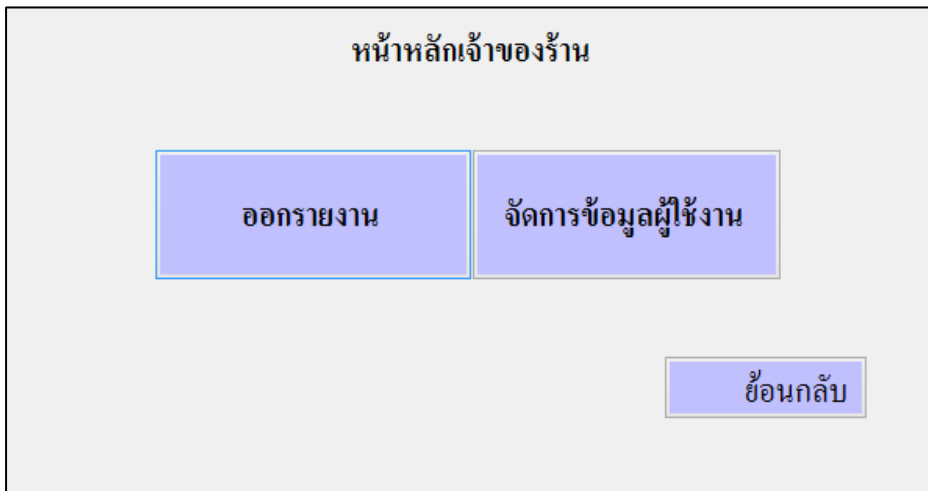 หน้าหลักเจ้าของร้าน
ออกรายงาน
จัดการข้อมูลผู้ใช้งาน
ย้อนกลับ